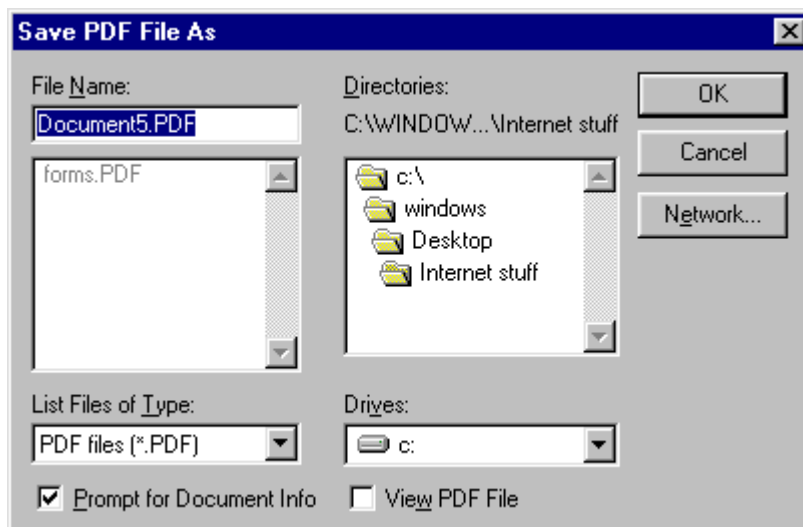 Save PDF File As
File Name:
Document5.PDF
forms.PDF
List Files of Type:
PDF files (*.PDF)
Prompt for Document Info
Directories:
C:\WINDOW...\Internet stuff
c:\
windows
Desktop
Internet stuff
Drives:
c:
View PDF File
OK
Cancel
Network...